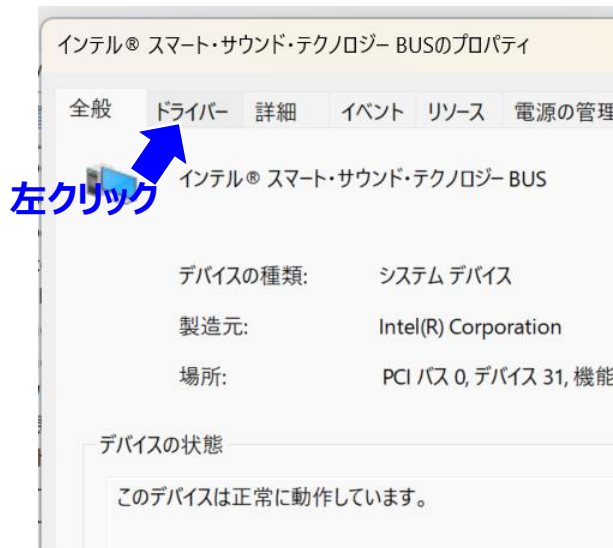 インテル® スマート・サウンド・テクノロジー BUSのプロパティ
全般 ドライバー 詳細 イベント リソース 電源の管理
左クリック
インテル® スマート・サウンド・テクノロジー BUS
デバイスの種類: システム デバイス
製造元: Intel(R) Corporation
場所: PCI バス 0, デバイス 31, 機能
デバイスの状態
このデバイスは正常に動作しています。